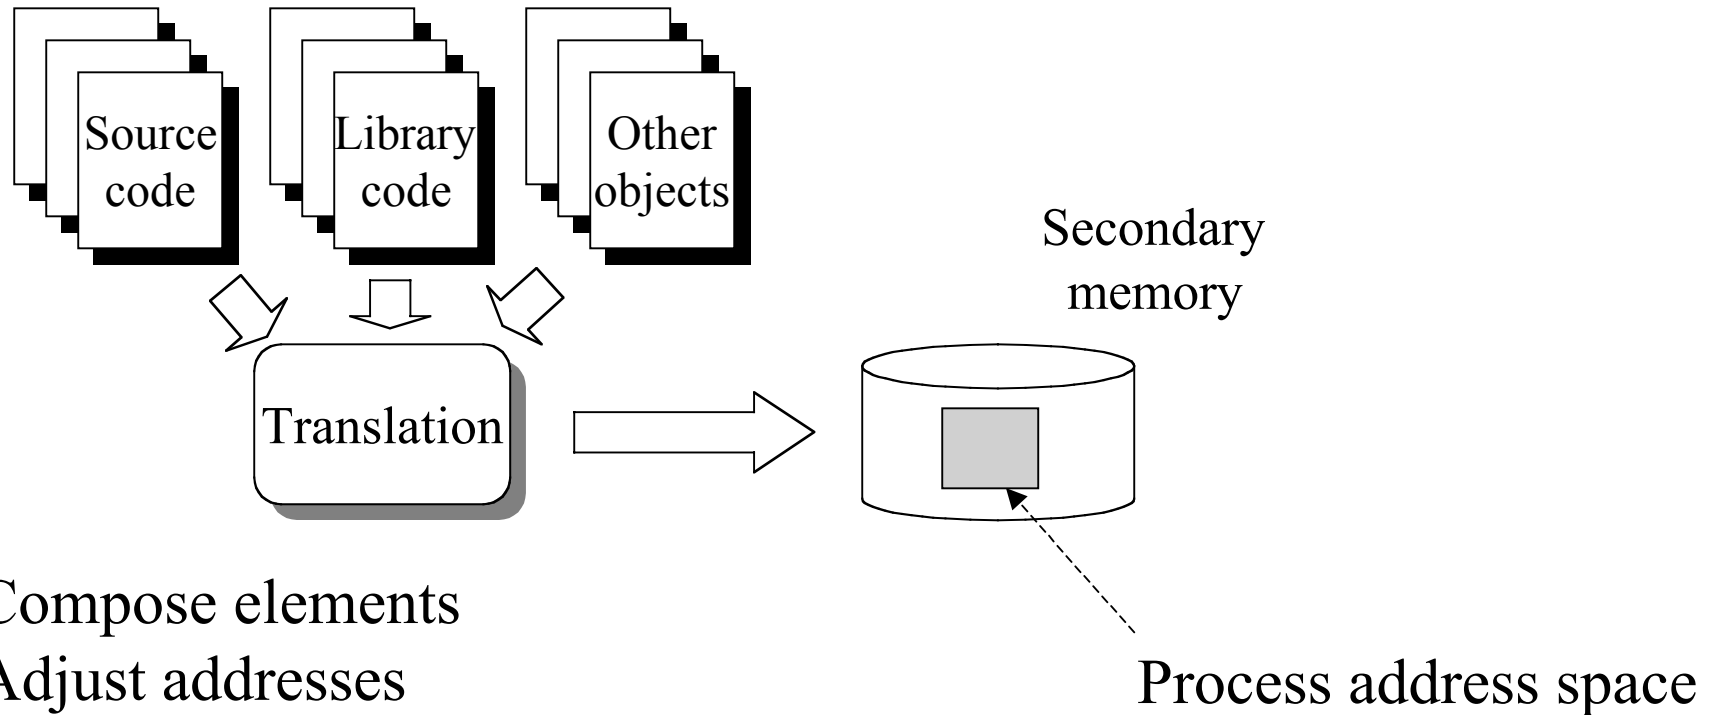 Source
code
Library
code
Other
objects
Secondary
memory
Translation
Compose elements
Adjust addresses
Process address space